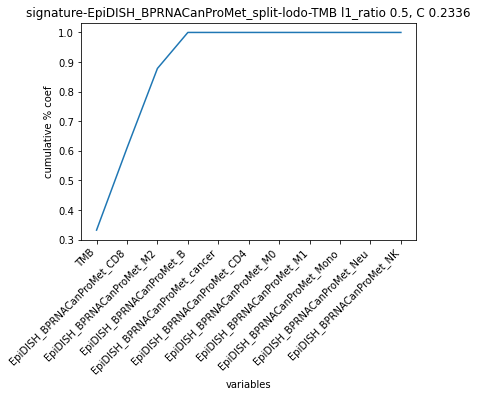 signature-EpiDISH_BPRNACanProMet_split-lodo-TMB l1_ratio 0.5, C 0.2336
1.0
0.9
0.8
0.7
0.6
0.5
0.4
0.3
cumulative % coef
TMB
EpiDISH_BPRNACanProMet_CD8
EpiDISH_BPRNACanProMet_M2
EpiDISH_BPRNACanProMet_B
EpiDISH_BPRNACanProMet_cancer
EpiDISH_BPRNACanProMet_CD4
EpiDISH_BPRNACanProMet_M0
EpiDISH_BPRNACanProMet_M1
EpiDISH_BPRNACanProMet_Mono
EpiDISH_BPRNACanProMet_Neu
EpiDISH_BPRNACanProMet_NK
variables